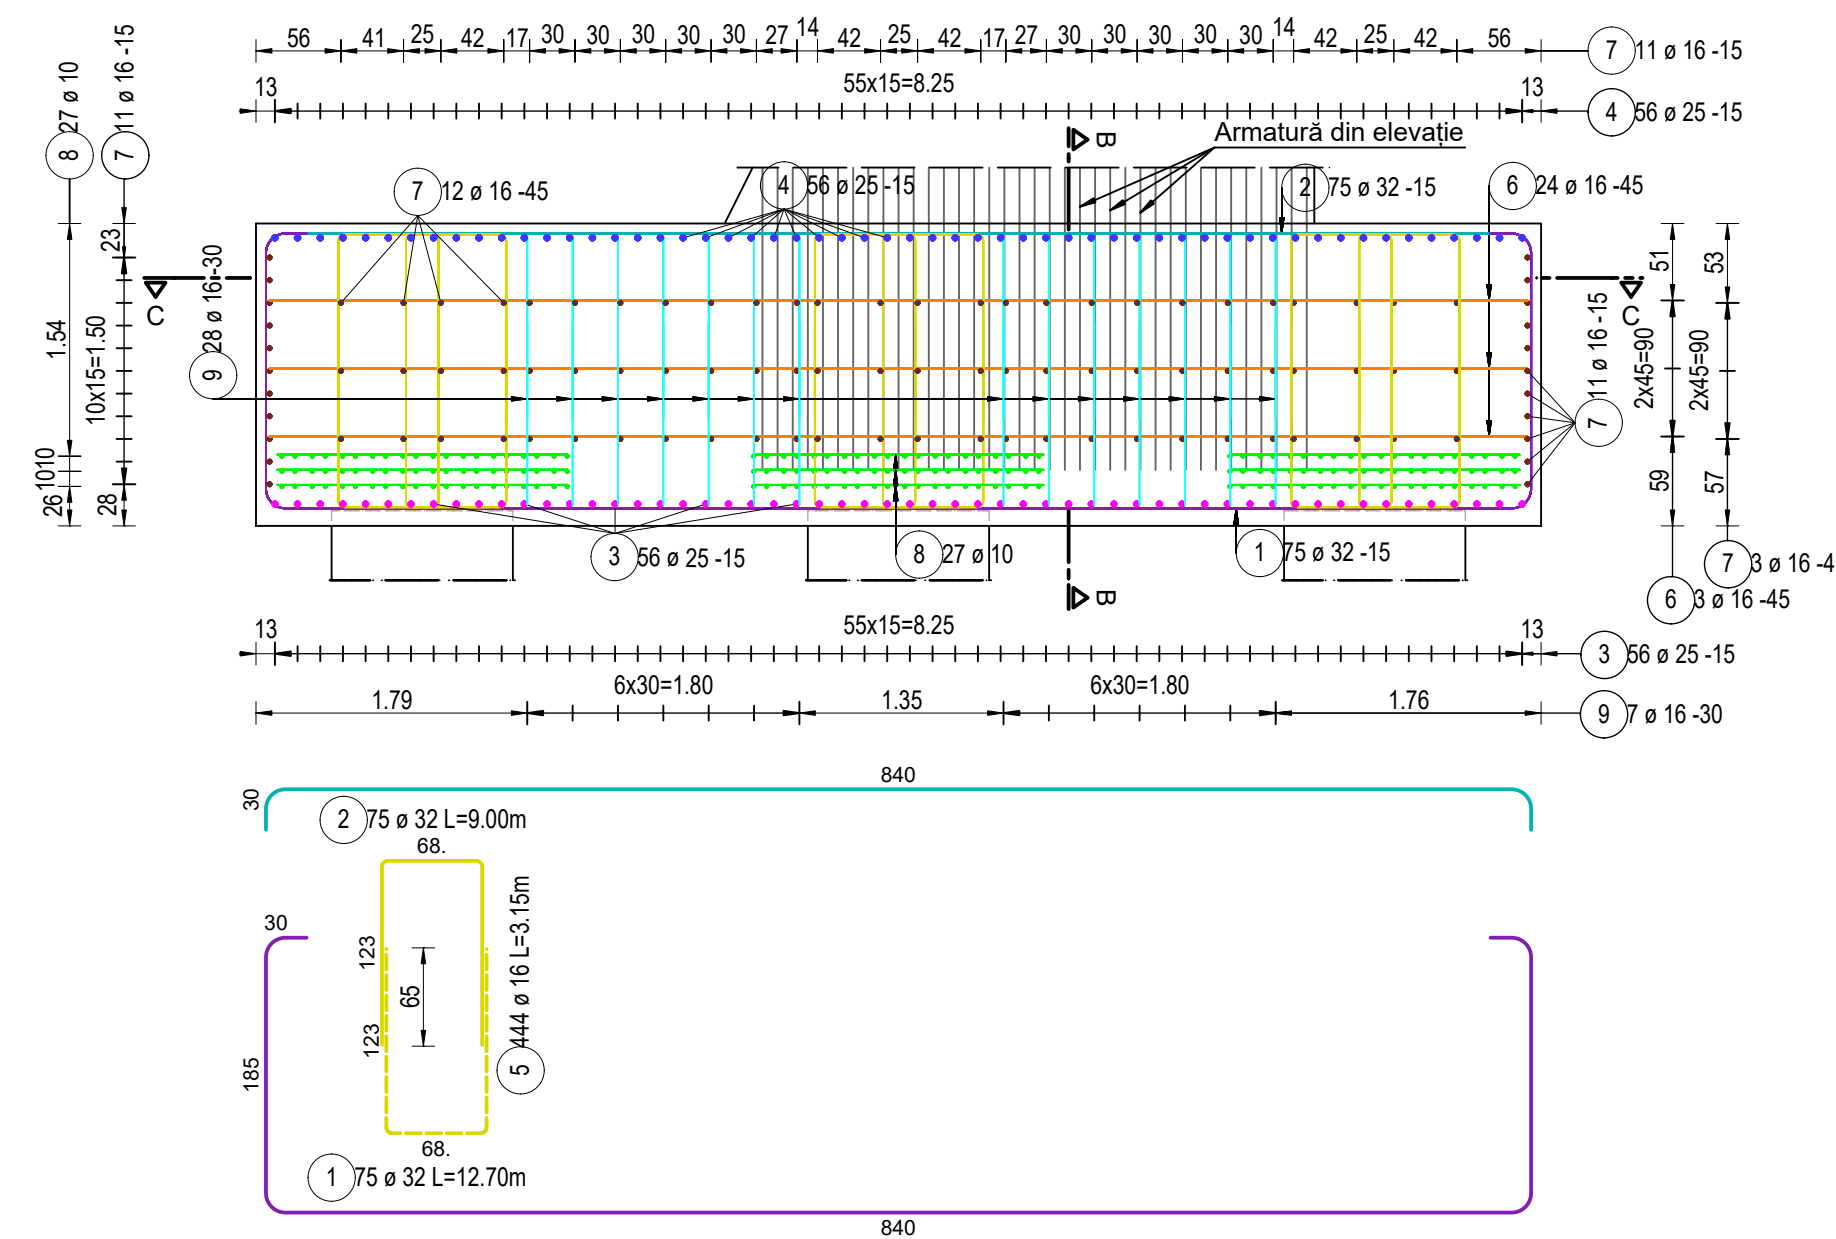 56 41 25 42 17 30 30 30 30 30 27 14 42 25 42 17 27 30 30 30 30 30 14 42 25 42 56
7 11 ø 16 -15
13 55x15=8.25 13
4 56 ø 25 -15
8 27 ø 10
7 11 ø 16 -15
Armatură din elevație
B
7 12 ø 16 -45
4 56 ø 25 -15
2 75 ø 32 -15
6 24 ø 16 -45
C
C
1.54
10 10
26
23
10x15=1.50
28
9 28 ø 16-30
7 11 ø 16 -15
51
2x45=90
59
53
2x45=90
57
3 56 ø 25 -15
8 27 ø 10
1 75 ø 32 -15
7 3 ø 16 -4
6 3 ø 16 -45
B
13 55x15=8.25 13
3 56 ø 25 -15
1.79 6x30=1.80 1.35 6x30=1.80 1.76
9 7 ø 16 -30
840
30
2 75 ø 32 L=9.00m
68.
123
65
123
5 444 ø 16 L=3.15m
68.
30
185
1 75 ø 32 L=12.70m
840